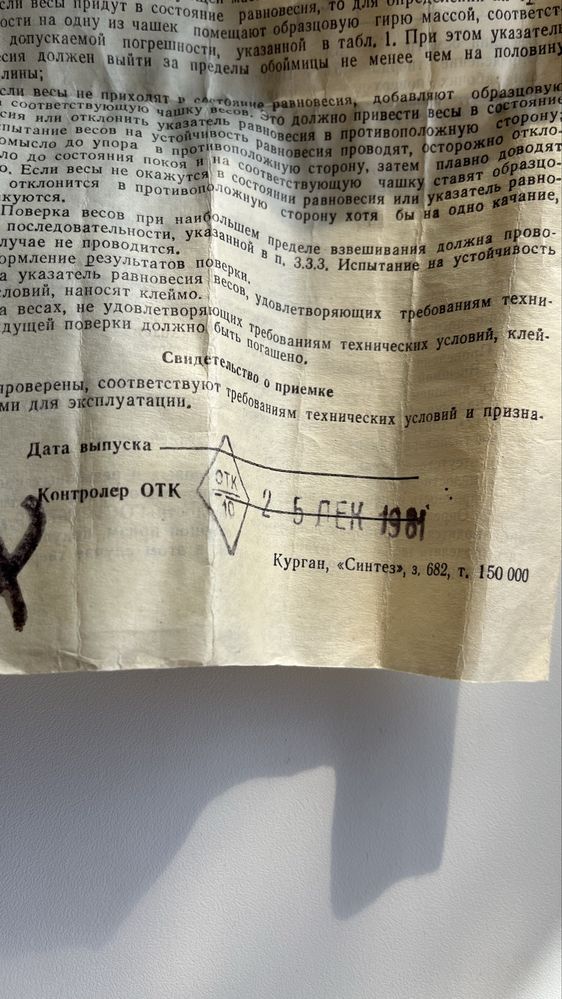 сли весы придут в состояние равновесия, то для
ости на одну из чашек помещают образцовую гирю массой, соответст-
допускаемой погрешности, указанной в табл. 1. При этом указатель
сия должен выйти за пределы обоймицы не менее чем на половину
лины;
сли весы не приходят в состояние равновесия, добавляют образцовую
соответствующую чашку весов. Это должно привести весы в состояние
сия или отклонить указатель равновесия в противоположную сторону;
спытание весов на устойчивость равновесия проводят, осторожно откло-
омысло до упора в противоположную сторону, затем плавно доводят
ло до состояния покоя и на соответствующую чашку ставят образцо-
ю. Если весы не окажутся в состоянии равновесия или указатель равно-
отклонится в противоположную сторону хотя бы на одно качание,
куются.
Поверка весов при наибольшем пределе взвешивания должна прово-
последовательности, указанной в п. 3.3.3. Испытание на устойчивость
лучае не проводится.
ормление результатов поверки.
а указатель равновесия весов, удовлетворяющих требованиям техни-
словий, наносят клеймо.
а весах, не удовлетворяющих требованиям технических условий, клей-
дущей поверки должно быть погашено.
Свидетельство о приемке
проверены, соответствуют требованиям технических условий и призна-
ми для эксплуатации.
Дата выпуска
Контролер ОТК
ОТК
10
25 ДЕК 1981
Курган, «Синтез», з. 682, т. 150 000